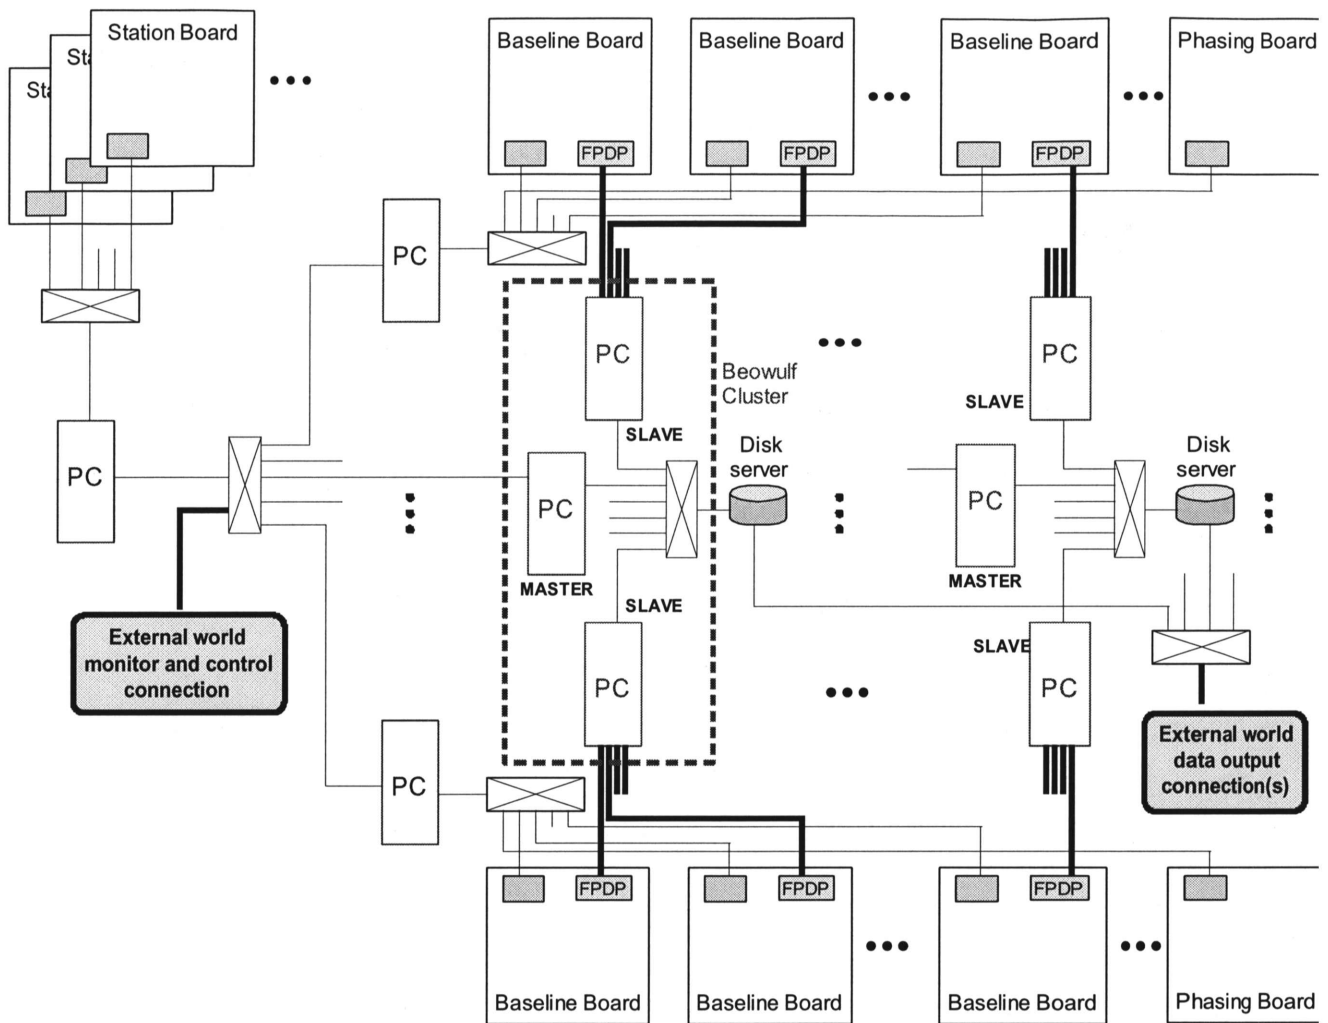 Station Board
Sta
Sta
Baseline Board
Baseline Board
Baseline Board
Phasing Board
FPDP
FPDP
FPDP
PC
PC
PC
Beowulf
Cluster
SLAVE
SLAVE
PC
PC
PC
Disk
server
Disk
server
MASTER
MASTER
SLAVE
SLAVE
External world
monitor and control
connection
PC
PC
PC
External world
data output
connection(s)
FPDP
FPDP
FPDP
Baseline Board
Baseline Board
Baseline Board
Phasing Board